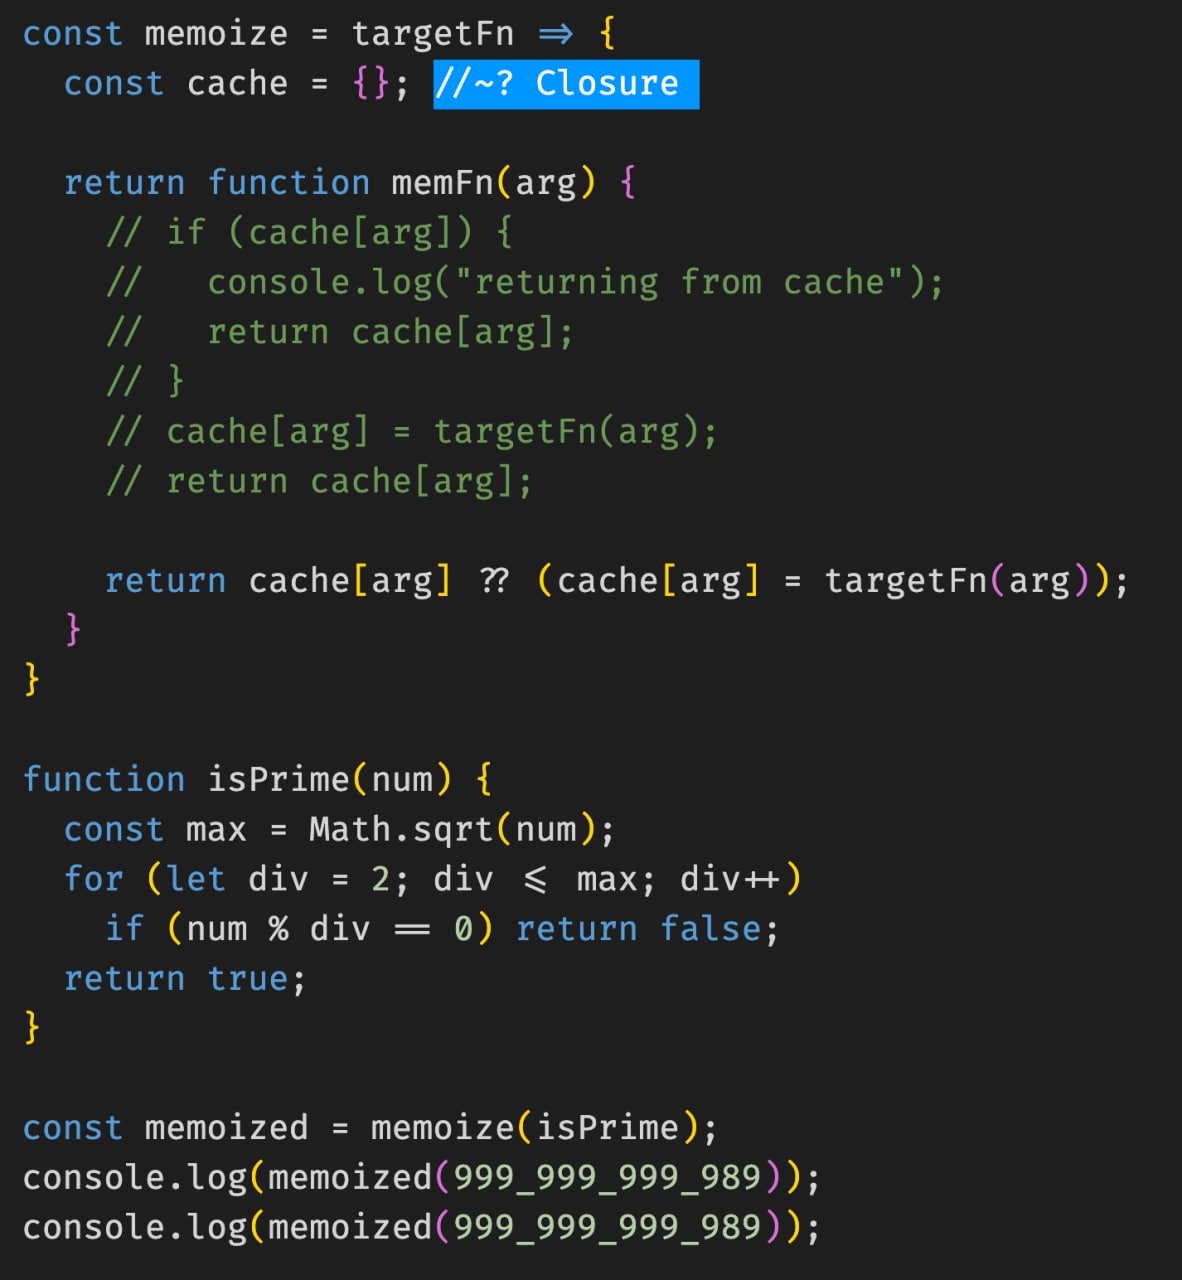 const memoize = targetFn => {
  const cache = {}; //~? Closure

  return function memFn(arg) {
    // if (cache[arg]) {
    //   console.log("returning from cache");
    //   return cache[arg];
    // }
    // cache[arg] = targetFn(arg);
    // return cache[arg];

    return cache[arg] ?? (cache[arg] = targetFn(arg));
  }
}

function isPrime(num) {
  const max = Math.sqrt(num);
  for (let div = 2; div <= max; div++)
    if (num % div == 0) return false;
  return true;
}

const memoized = memoize(isPrime);
console.log(memoized(999_999_999_989));
console.log(memoized(999_999_999_989));